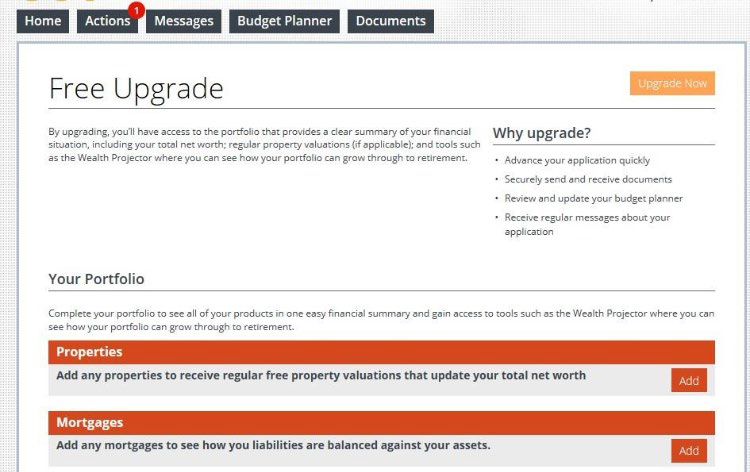 Home Actions 1 Messages Budget Planner Documents
Free Upgrade
Upgrade Now
By upgrading, you'll have access to the portfolio that provides a clear summary of your financial
situation, including your total net worth; regular property valuations (if applicable); and tools such
as the Wealth Projector where you can see how your portfolio can grow through to retirement.
Why upgrade?
• Advance your application quickly
• Securely send and receive documents
• Review and update your budget planner
• Receive regular messages about your
application
Your Portfolio
Complete your portfolio to see all of your products in one easy financial summary and gain access to tools such as the Wealth Projector where you can
see how your portfolio can grow through to retirement.
Properties
Add any properties to receive regular free property valuations that update your total net worth
Add
Mortgages
Add any mortgages to see how you liabilities are balanced against your assets.
Add